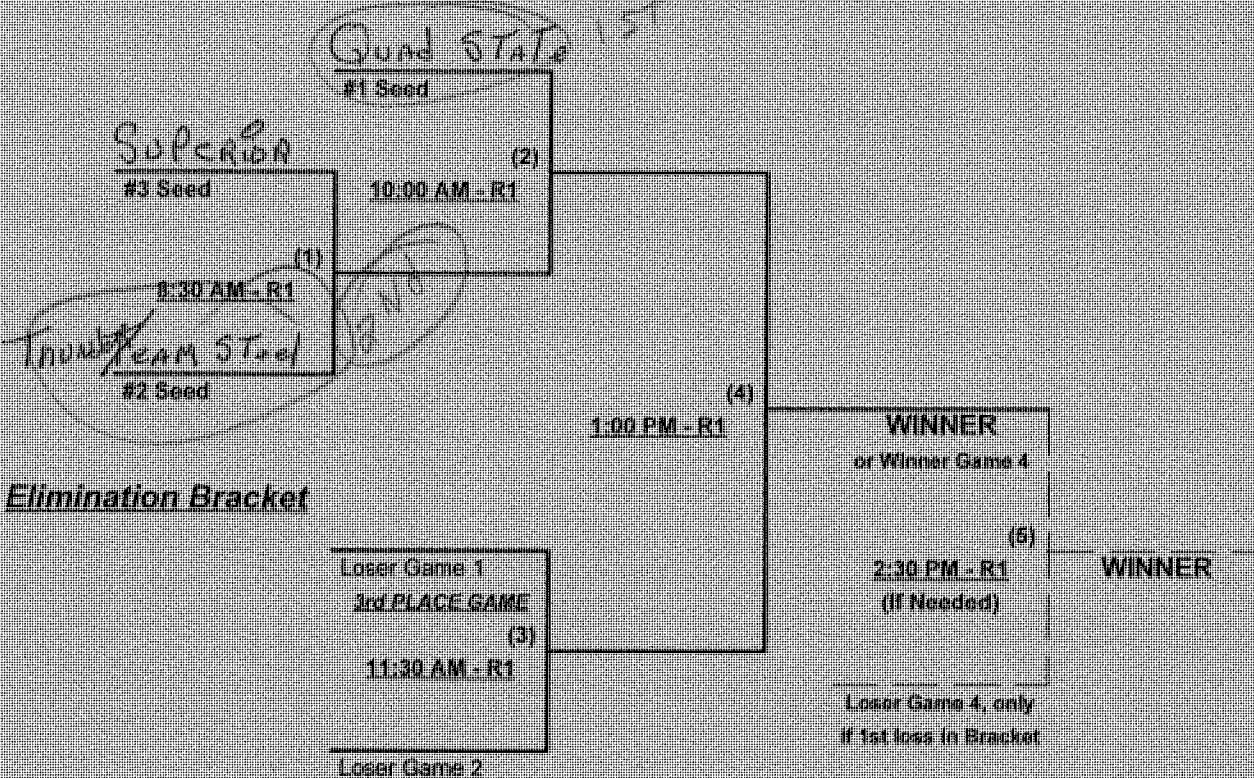 Quad State 1st
#1 Seed
Superior
#3 Seed
(2)
10:00 AM - R1
(1)
8:30 AM - R1
2nd
Team Steel
#2 Seed
(4)
1:00 PM - R1
WINNER
or Winner Game 4
Elimination Bracket
(5)
2:30 PM - R1
(If Needed)
WINNER
Loser Game 1
3rd PLACE GAME
(3)
11:30 AM - R1
Loser Game 4, only
if 1st loss in Bracket
Loser Game 2